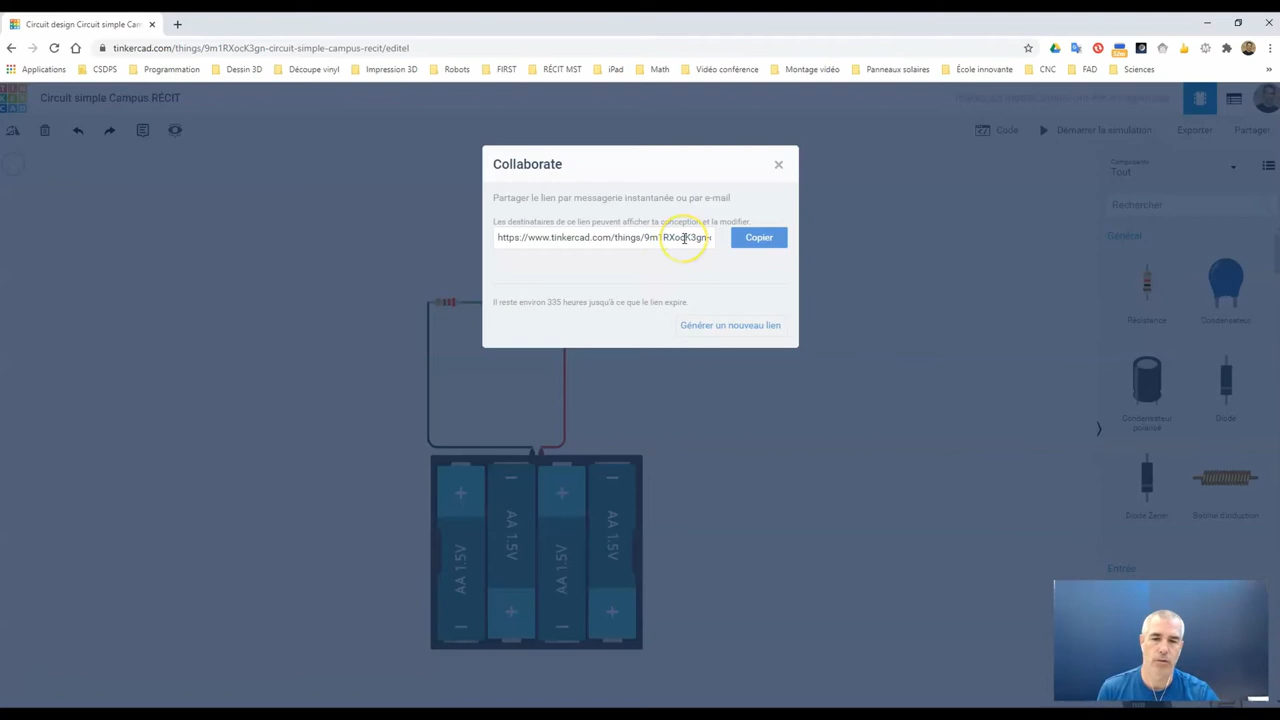 Circuit design Circuit simple Cam
tinkercad.com/things/9m1RXocK3gn-circuit-simple-campus-recit/editel
Applications CSDPS Programmation Dessin 3D Découpe vinyl Impression 3D Robots FIRST RÉCIT MST iPad Math Vidéo conférence Montage vidéo Panneaux solaires École innovante CNC FAD Sciences »
TIN
KER
CAD
Circuit simple Campus RÉCIT
Code Démarrer la simulation Exporter Partager
Collaborate
Partager le lien par messagerie instantanée ou par e-mail
Les destinataires de ce lien peuvent afficher ta conception et la modifier.
https://www.tinkercad.com/things/9m1RXocK3gn-c
Copier
Il reste environ 335 heures jusqu'à ce que le lien expire.
Générer un nouveau lien
Composants
Tout
Rechercher
Général
Résistance Condensateur
Condensateur polarisé
Diode
Diode Zener Bobine d'induction
Entrée
AA 1.5V AA 1.5V AA 1.5V AA 1.5V